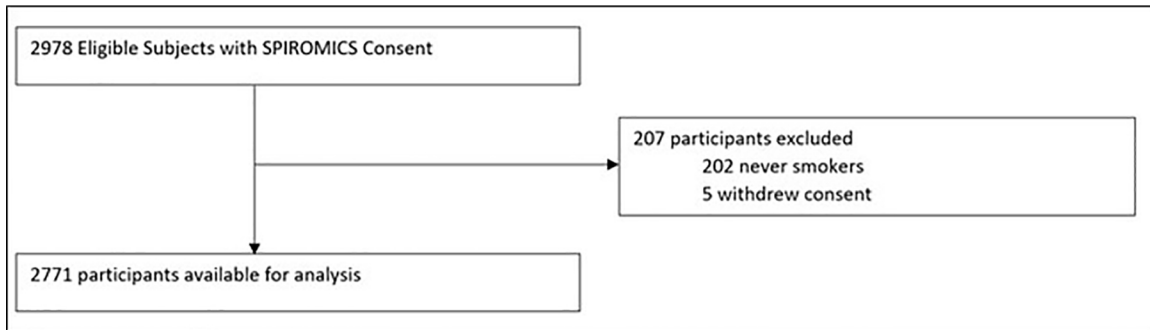 2978 Eligible Subjects with SPIROMICS Consent
207 participants excluded
202 never smokers
5 withdrew consent
2771 participants available for analysis